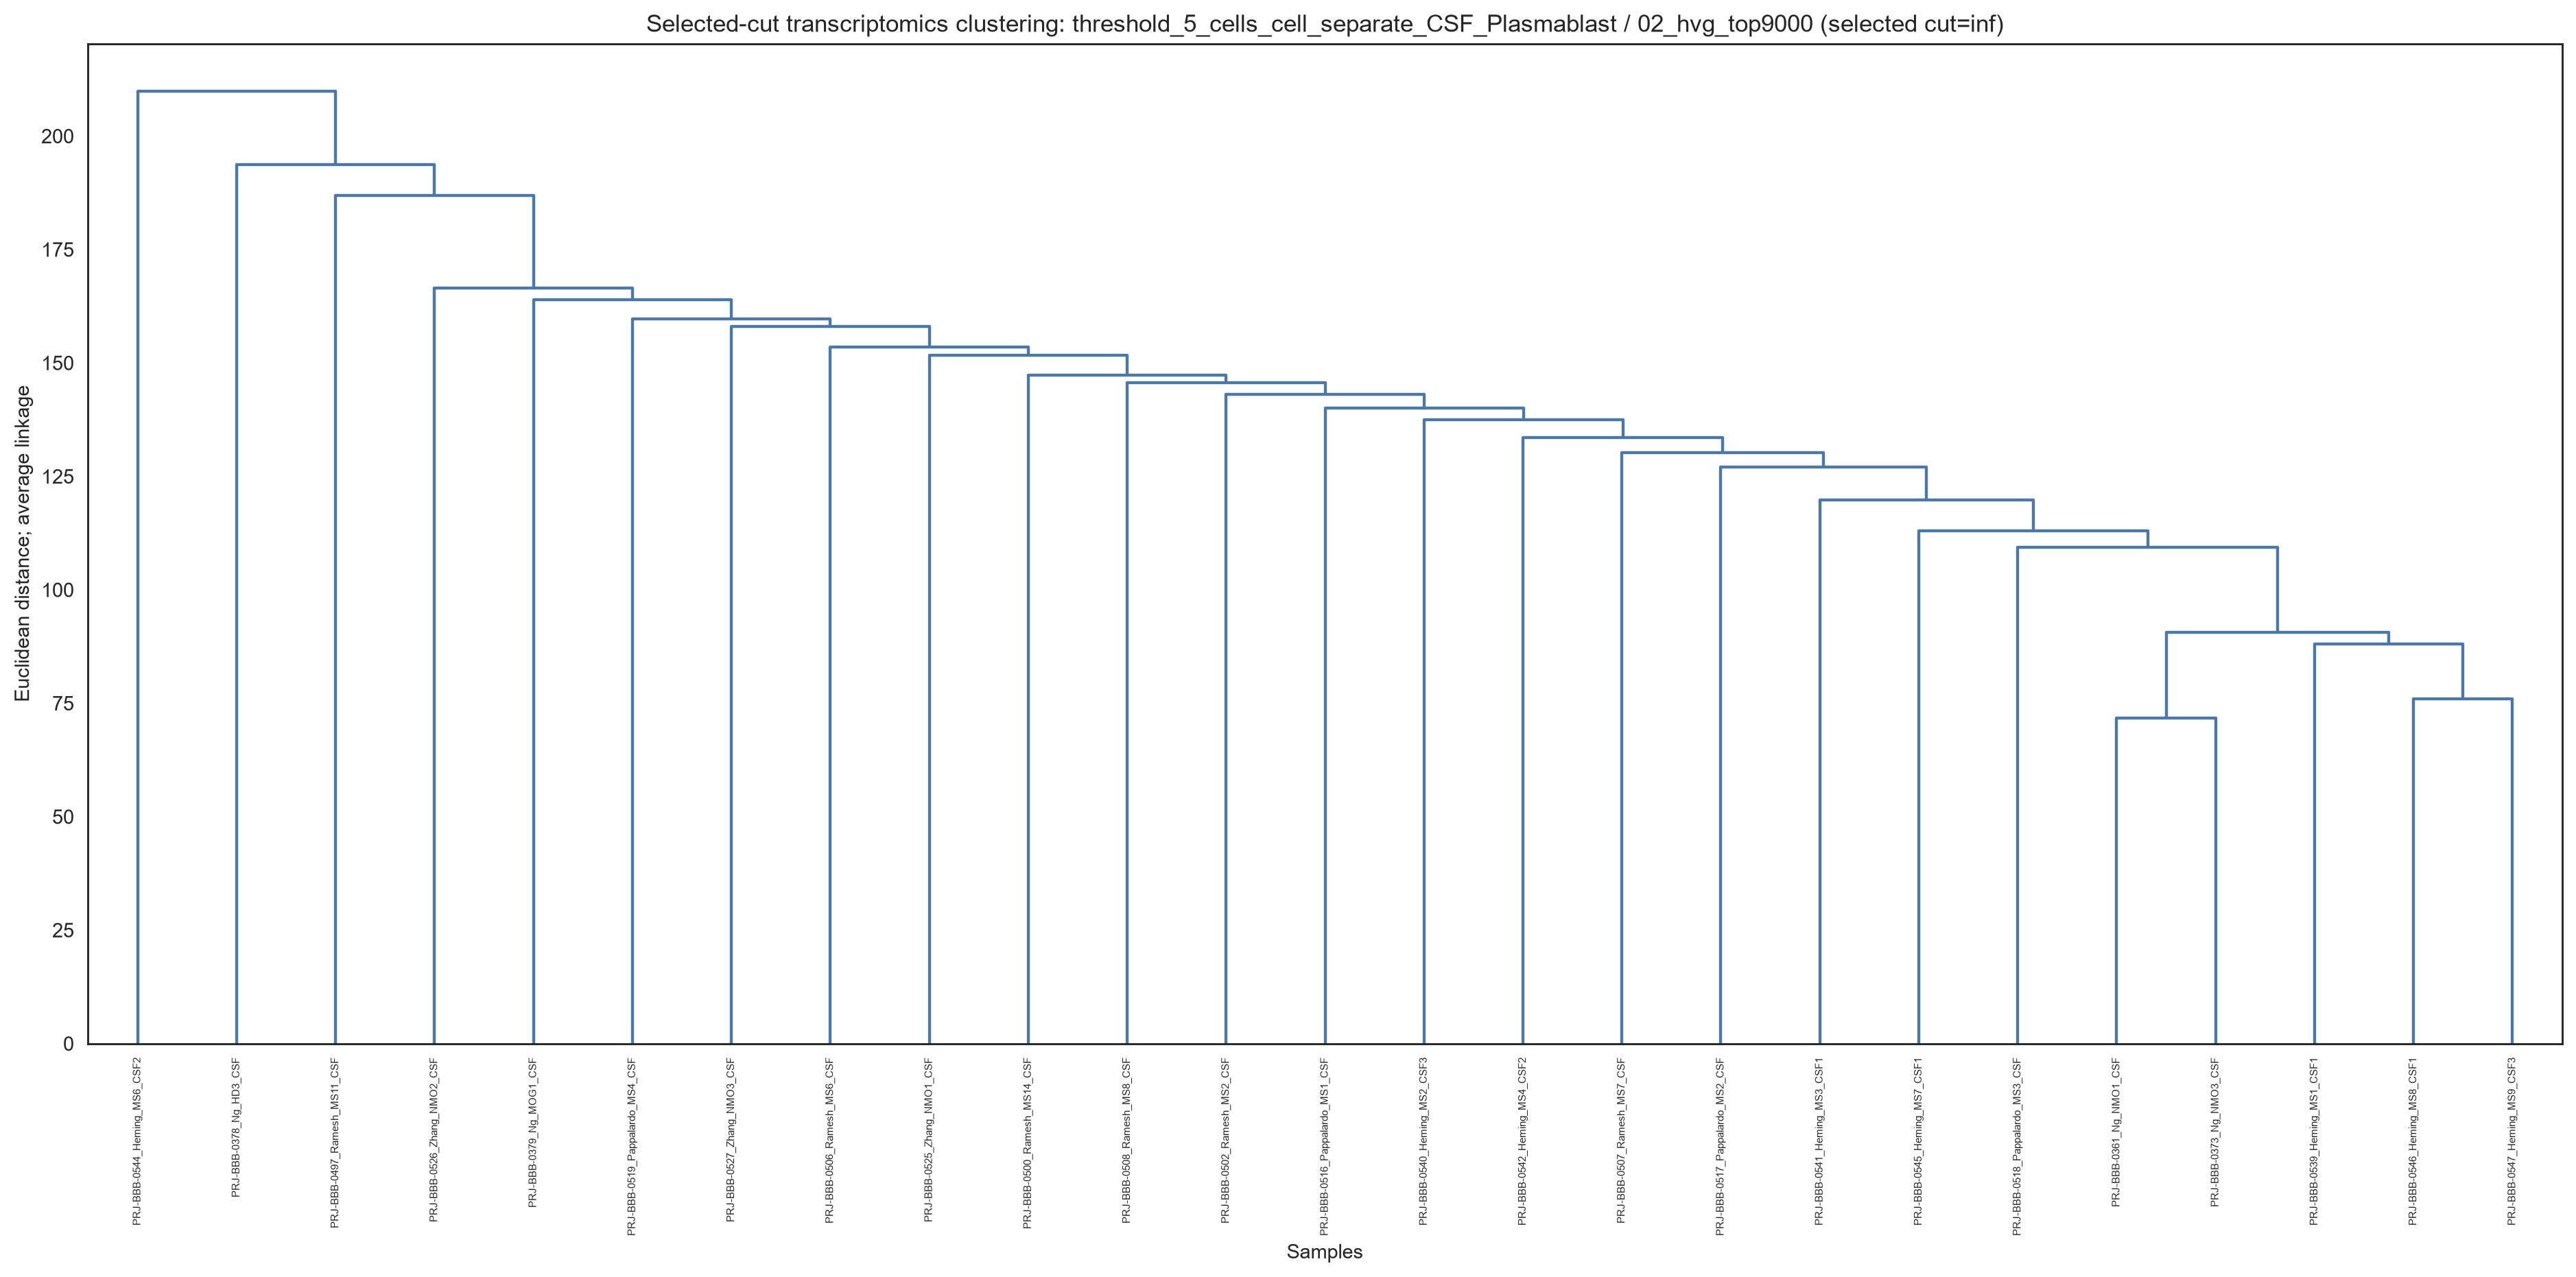 Selected-cut transcriptomics clustering: threshold_5_cells_cell_separate_CSF_Plasmablast / 02_hvg_top9000 (selected cut=inf)
Euclidean distance; average linkage
200
175
150
125
100
75
50
25
0
PRJ-BBB-0544_Heming_MS6_CSF2
PRJ-BBB-0378_Ng_HD3_CSF
PRJ-BBB-0497_Ramesh_MS11_CSF
PRJ-BBB-0526_Zhang_NMO2_CSF
PRJ-BBB-0379_Ng_MOG1_CSF
PRJ-BBB-0519_Pappalardo_MS4_CSF
PRJ-BBB-0527_Zhang_NMO3_CSF
PRJ-BBB-0506_Ramesh_MS6_CSF
PRJ-BBB-0525_Zhang_NMO1_CSF
PRJ-BBB-0500_Ramesh_MS14_CSF
PRJ-BBB-0508_Ramesh_MS8_CSF
PRJ-BBB-0502_Ramesh_MS2_CSF
PRJ-BBB-0516_Pappalardo_MS1_CSF
PRJ-BBB-0540_Heming_MS2_CSF3
PRJ-BBB-0542_Heming_MS4_CSF2
PRJ-BBB-0507_Ramesh_MS7_CSF
PRJ-BBB-0517_Pappalardo_MS2_CSF
PRJ-BBB-0541_Heming_MS3_CSF1
PRJ-BBB-0545_Heming_MS7_CSF1
PRJ-BBB-0518_Pappalardo_MS3_CSF
PRJ-BBB-0361_Ng_NMO1_CSF
PRJ-BBB-0373_Ng_NMO3_CSF
PRJ-BBB-0539_Heming_MS1_CSF1
PRJ-BBB-0546_Heming_MS8_CSF1
PRJ-BBB-0547_Heming_MS9_CSF3
Samples